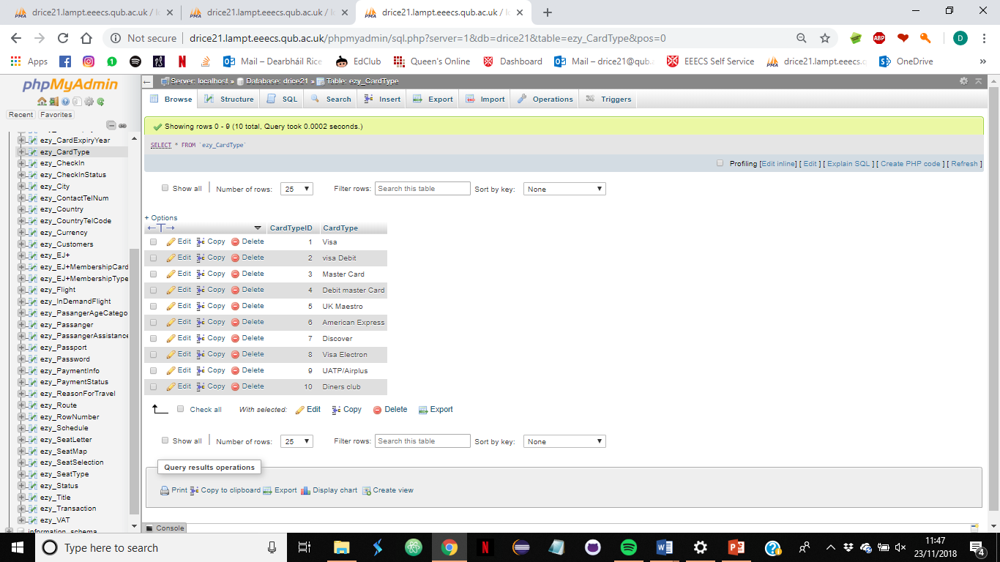 drice21.lampt.eeecs.qub.ac.uk / drice21.lampt.eeecs.qub.ac.uk / drice21.lampt.eeecs.qub.ac.uk /
Not secure drice21.lampt.eeecs.qub.ac.uk/phpmyadmin/sql.php?server=1&db=drice21&table=ezy_CardType&pos=0
Apps Mail – Dearbháil Rice EdClub Queen's Online Dashboard Mail – drice21@qub. EEECS Self Service drice21.lampt.eeecs.q OneDrive
phpMyAdmin
Recent Favorites
ezy_CardExpiryYear
ezy_CardType
ezy_CheckIn
ezy_CheckInStatus
ezy_City
ezy_ContactTelNum
ezy_Country
ezy_CountryTelCode
ezy_Currency
ezy_Customers
ezy_EJ+
ezy_EJ+MembershipCard
ezy_EJ+MembershipType
ezy_Flight
ezy_InDemandFlight
ezy_PasangerAgeCatego
ezy_Passanger
ezy_PassangerAssistance
ezy_Passport
ezy_Password
ezy_PaymentInfo
ezy_PaymentStatus
ezy_ReasonForTravel
ezy_Route
ezy_RowNumber
ezy_Schedule
ezy_SeatLetter
ezy_SeatMap
ezy_SeatSelection
ezy_SeatType
ezy_Status
ezy_Title
ezy_Transaction
ezy_VAT
information_schema
Server: localhost » Database: drice21 » Table: ezy_CardType
Browse Structure SQL Search Insert Export Import Operations Triggers
Showing rows 0 - 9 (10 total, Query took 0.0002 seconds.)
SELECT * FROM `ezy_CardType`
Profiling [Edit inline] [ Edit ] [ Explain SQL ] [ Create PHP code ] [ Refresh ]
Show all Number of rows: 25 Filter rows: Search this table Sort by key: None
+ Options
CardTypeID CardType
Edit Copy Delete 1 Visa
Edit Copy Delete 2 visa Debit
Edit Copy Delete 3 Master Card
Edit Copy Delete 4 Debit master Card
Edit Copy Delete 5 UK Maestro
Edit Copy Delete 6 American Express
Edit Copy Delete 7 Discover
Edit Copy Delete 8 Visa Electron
Edit Copy Delete 9 UATP/Airplus
Edit Copy Delete 10 Diners club
Check all With selected: Edit Copy Delete Export
Show all Number of rows: 25 Filter rows: Search this table Sort by key: None
Query results operations
Print Copy to clipboard Export Display chart Create view
Console
Type here to search
11:47
23/11/2018
4